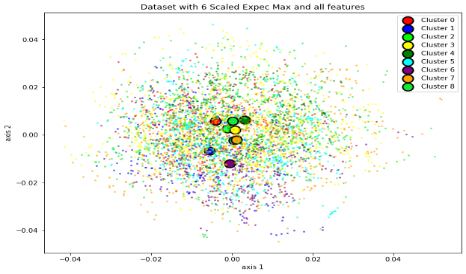 Dataset with 6 Scaled Expec Max and all features
Cluster 0
Cluster 1
Cluster 2
Cluster 3
Cluster 4
Cluster 5
Cluster 6
Cluster 7
Cluster 8
axis 2
0.04
0.02
0.00
−0.02
−0.04
−0.04
−0.02
0.00
0.02
0.04
axis 1